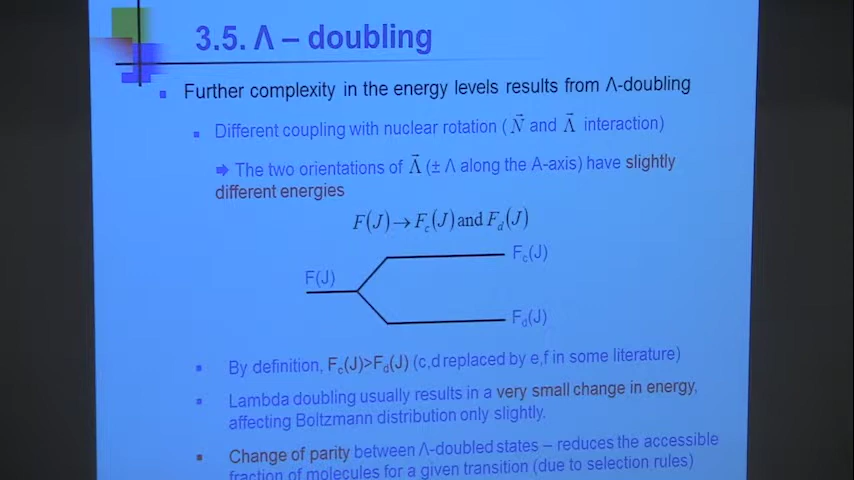 3.5. Λ – doubling
Further complexity in the energy levels results from Λ-doubling
Different coupling with nuclear rotation ( N⃗ and Λ⃗ interaction)
⇒ The two orientations of Λ⃗ (± Λ along the A-axis) have slightly
different energies
F(J)→F_c(J) and F_d(J)
F_c(J)
F(J)
F_d(J)
By definition, F_c(J)>F_d(J) (c,d replaced by e,f in some literature)
Lambda doubling usually results in a very small change in energy,
affecting Boltzmann distribution only slightly.
Change of parity between Λ-doubled states – reduces the accessible
fraction of molecules for a given transition (due to selection rules)